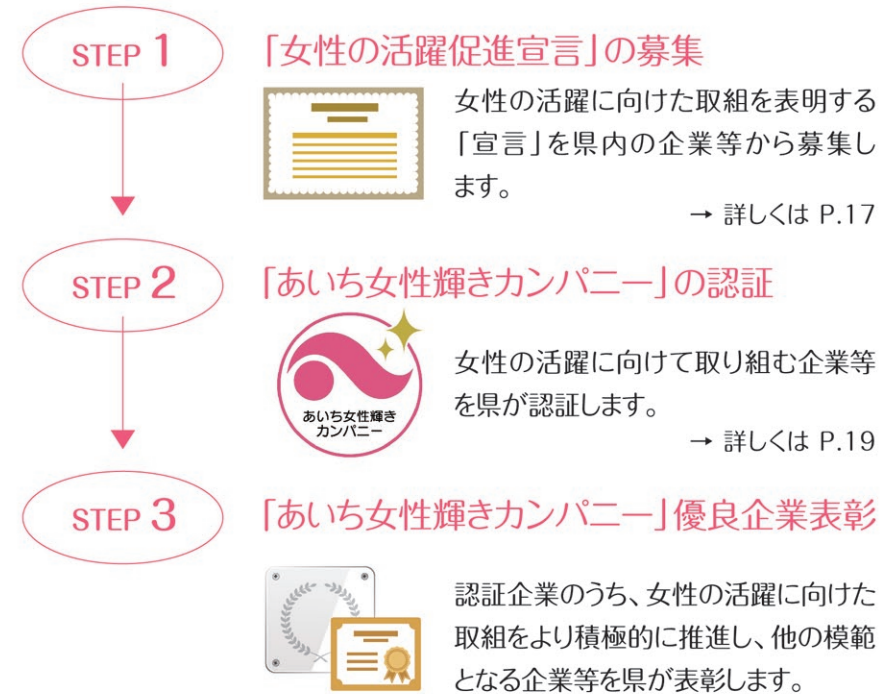 STEP 1
「女性の活躍促進宣言」の募集
女性の活躍に向けた取組を表明する
「宣言」を県内の企業等から募集し
ます。
→ 詳しくは P.17
STEP 2
「あいち女性輝きカンパニー」の認証
あいち女性輝き
カンパニー
女性の活躍に向けて取り組む企業等
を県が認証します。
→ 詳しくは P.19
STEP 3
「あいち女性輝きカンパニー」優良企業表彰
認証企業のうち、女性の活躍に向けた
取組をより積極的に推進し、他の模範
となる企業等を県が表彰します。